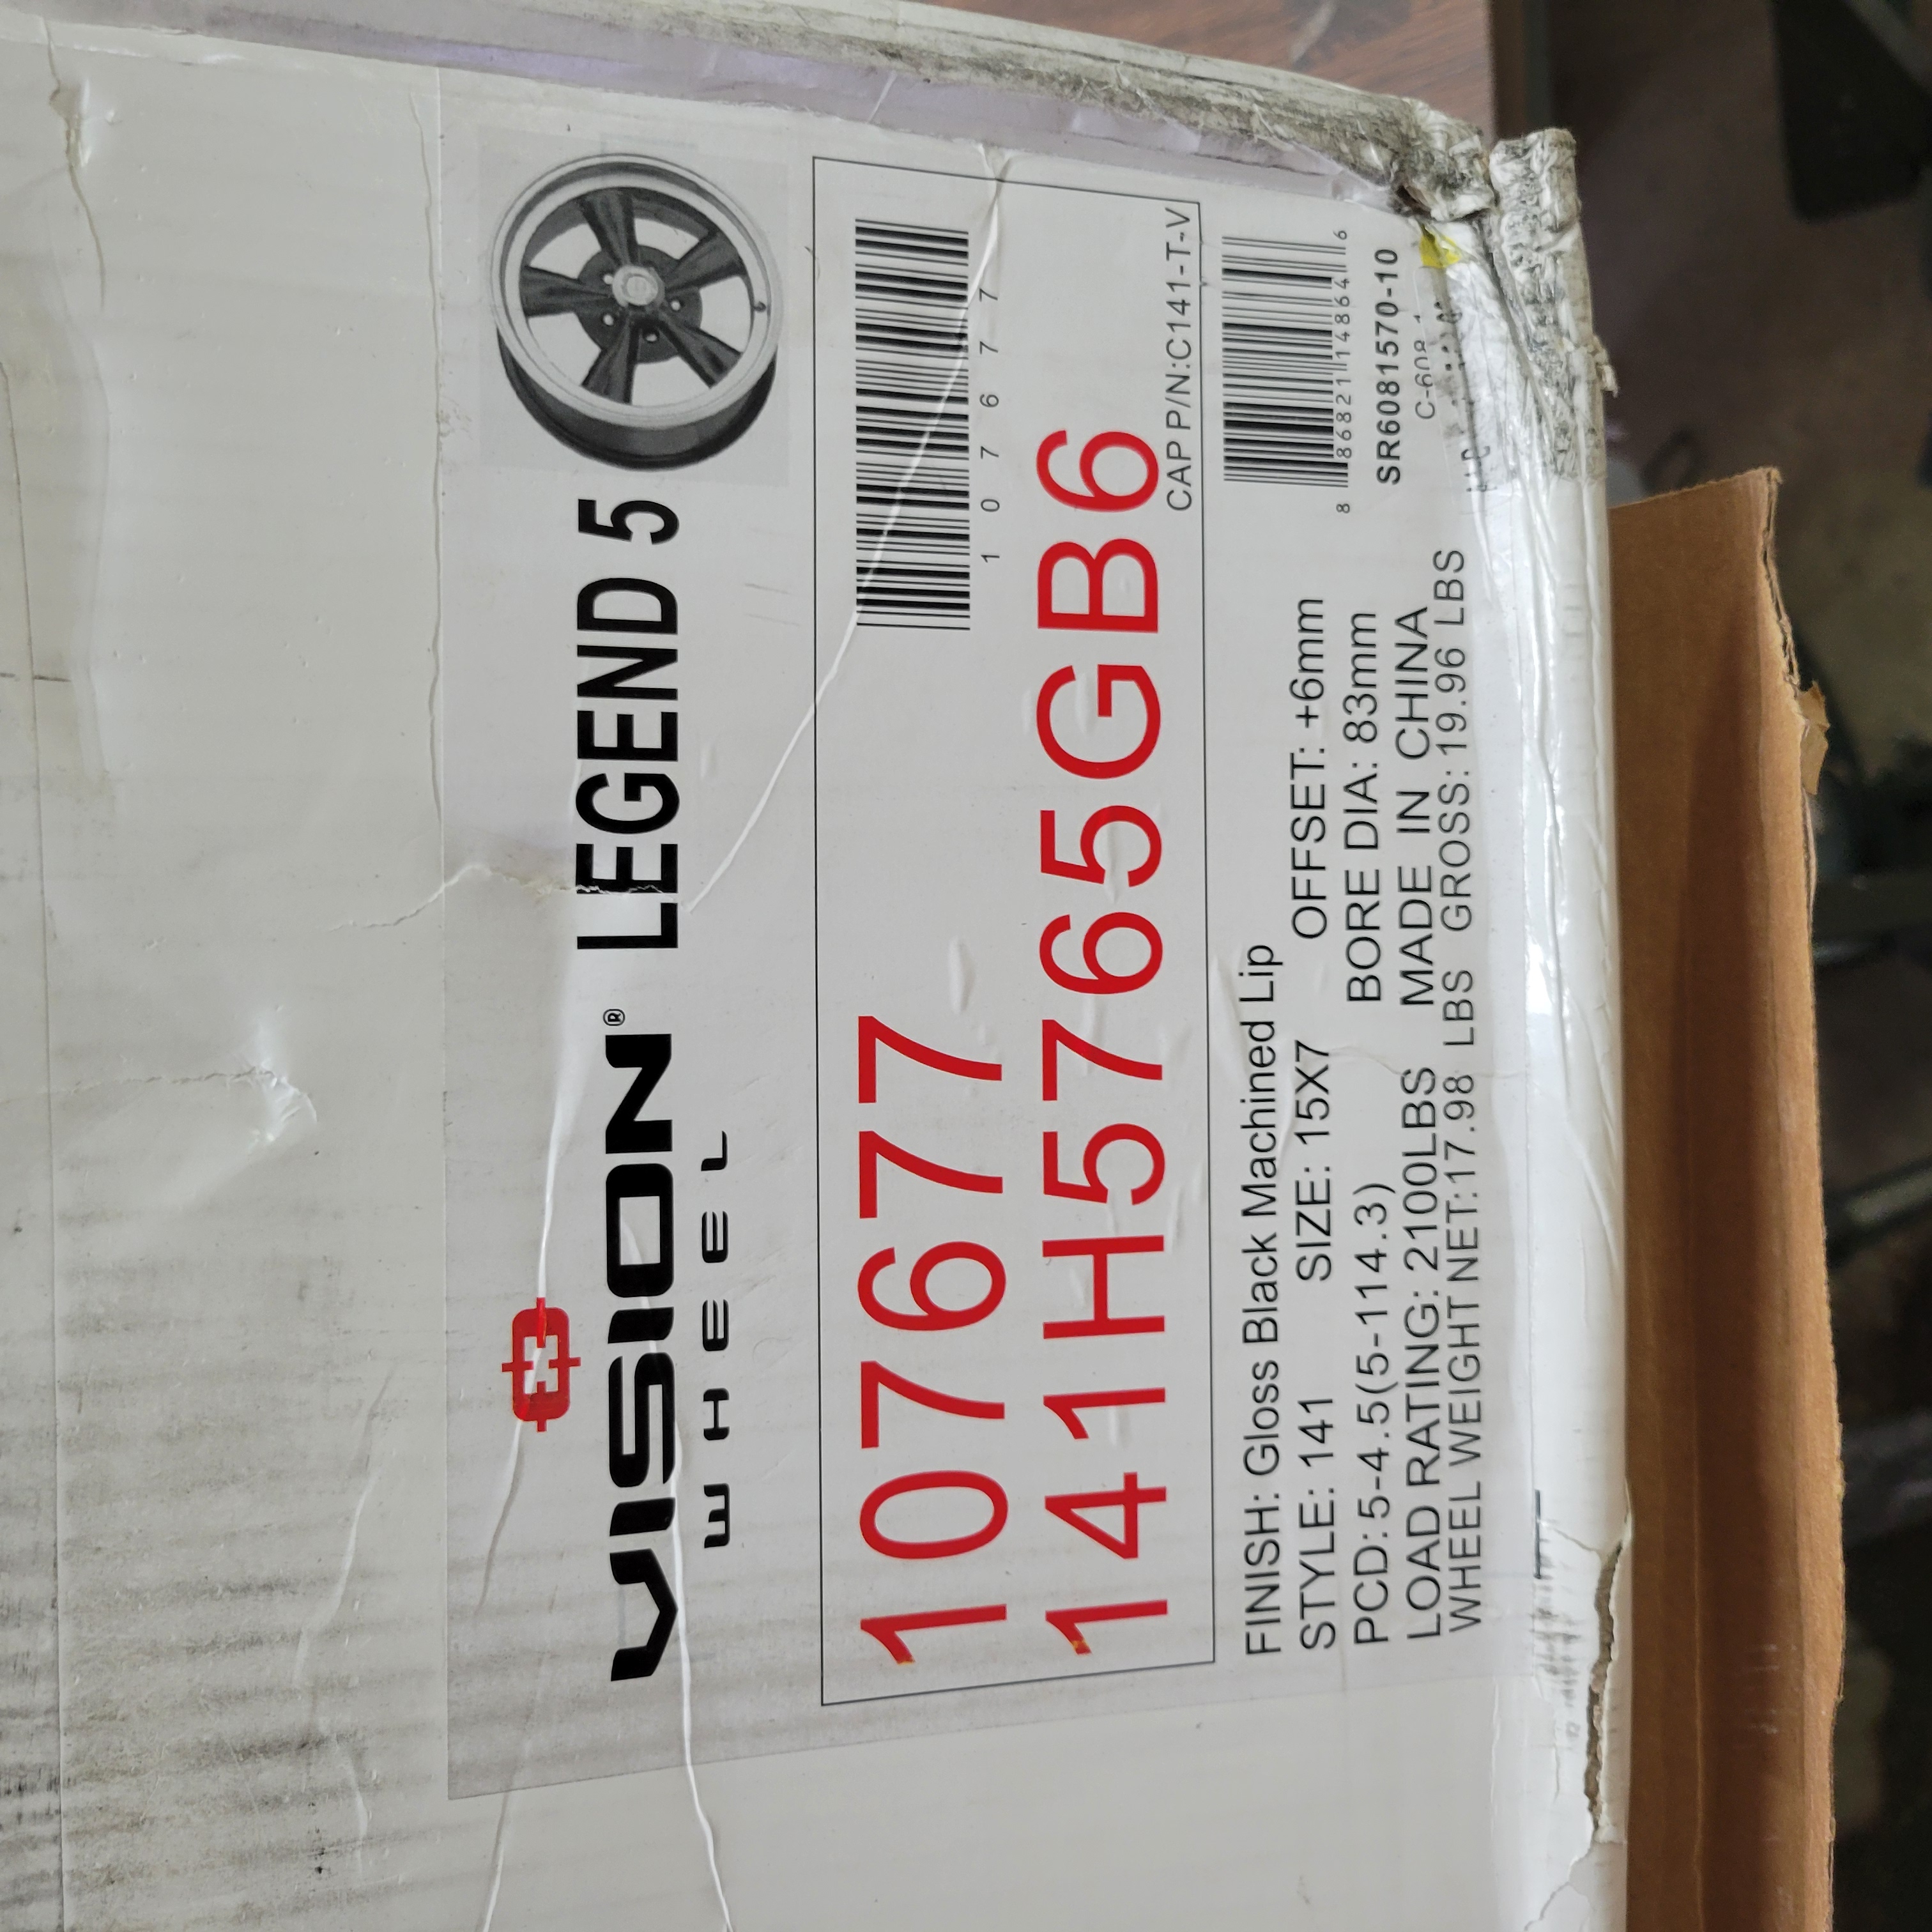 VISION®
WHEEL
LEGEND 5
107677
1 0 7 6 7 7
141H5765GB6
CAP P/N:C141-T-V
FINISH: Gloss Black Machined Lip
STYLE: 141 SIZE: 15X7 OFFSET: +6mm
PCD: 5-4.5(5-114.3) BORE DIA: 83mm
LOAD RATING: 2100LBS MADE IN CHINA
WHEEL WEIGHT NET:17.98 LBS GROSS: 19.96 LBS
8 86821 14864 6
SR6081570-10